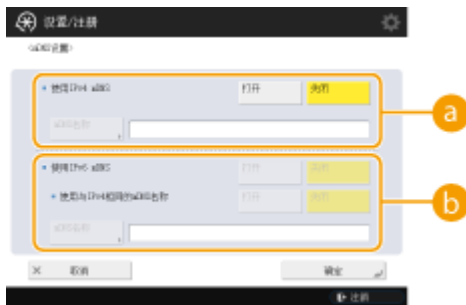 设置/注册
<mDNS设置>
使用IPv4 mDNS 打开 关闭
mDNS名称
a
使用IPv6 mDNS 打开 关闭
使用与IPv4相同的mDNS名称 打开 关闭
mDNS名称
b
取消 确定
注销